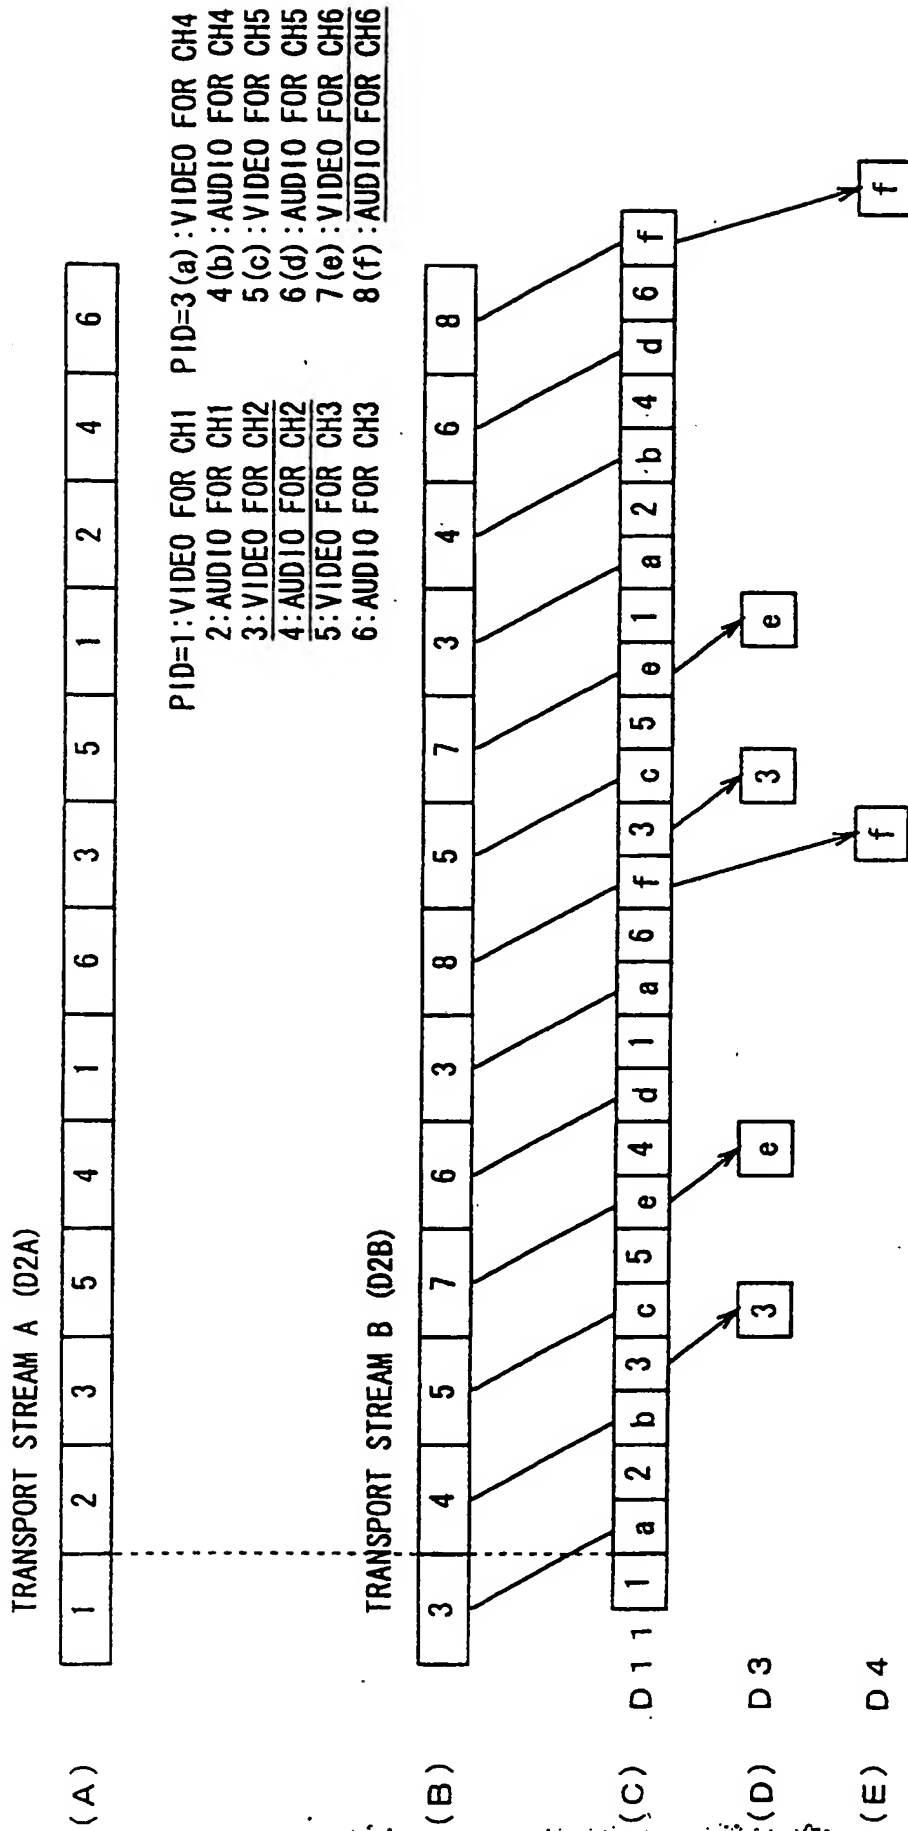 (A)
TRANSPORT STREAM A (D2A)
1 2 3 5 4 1 6 3 5 1 2 4 6
PID=1:VIDEO FOR CH1
2:AUDIO FOR CH1
3:VIDEO FOR CH2
4:AUDIO FOR CH2
5:VIDEO FOR CH3
6:AUDIO FOR CH3
PID=3(a):VIDEO FOR CH4
4(b):AUDIO FOR CH4
5(c):VIDEO FOR CH5
6(d):AUDIO FOR CH5
7(e):VIDEO FOR CH6
8(f):AUDIO FOR CH6
(B)
TRANSPORT STREAM B (D2B)
3 4 5 7 6 3 8 5 7 3 4 6 8
(C) D11
1 a 2 b 3 c 5 e 4 d 1 a 6 f 3 c 5 e 1 a 2 b 4 d 6 f
(D) D3
3 e 3 e
(E) D4
f f